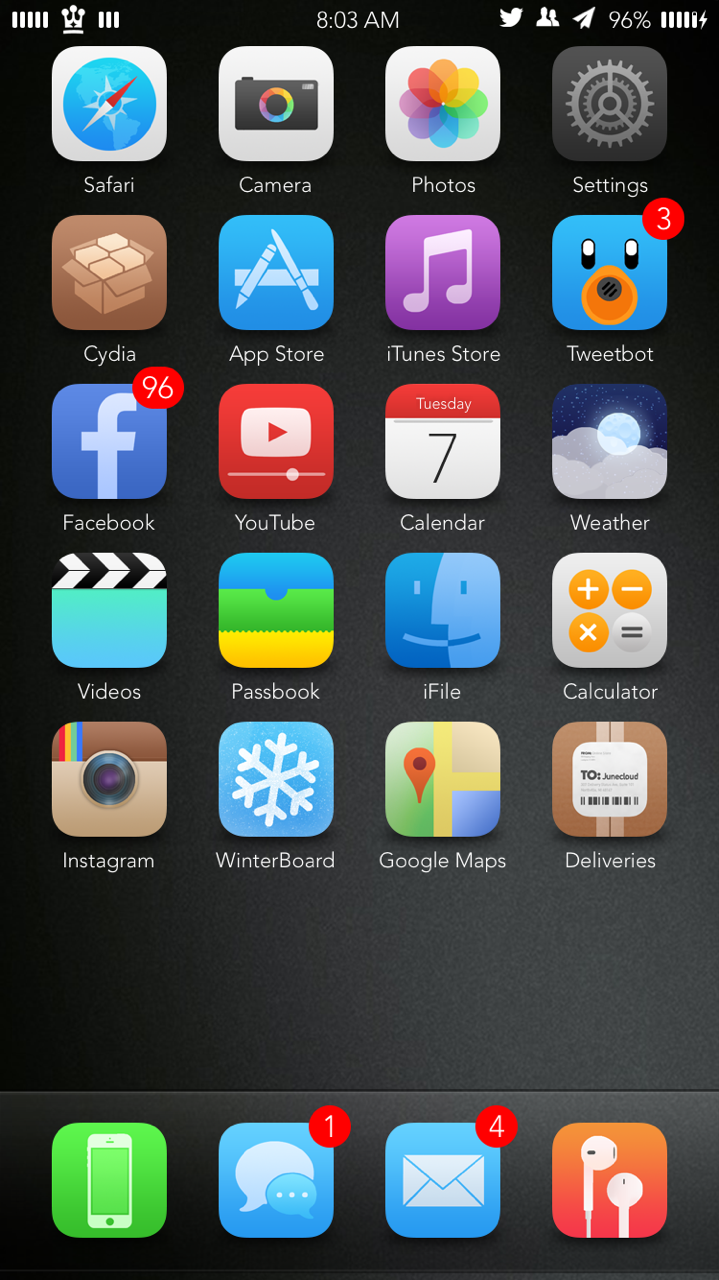 8:03 AM 96%
Safari Camera Photos Settings
3
Cydia App Store iTunes Store Tweetbot
96
Tuesday
7
Facebook YouTube Calendar Weather
Videos Passbook iFile Calculator
TO: Junecloud
Instagram WinterBoard Google Maps Deliveries
1 4